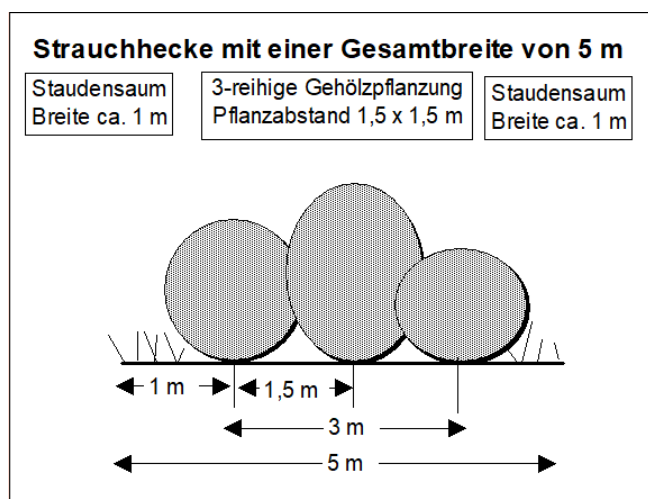 Strauchhecke mit einer Gesamtbreite von 5 m
Staudensaum
Breite ca. 1 m
3-reihige Gehölzpflanzung
Pflanzabstand 1,5 x 1,5 m
Staudensaum
Breite ca. 1 m
1 m
1,5 m
3 m
5 m